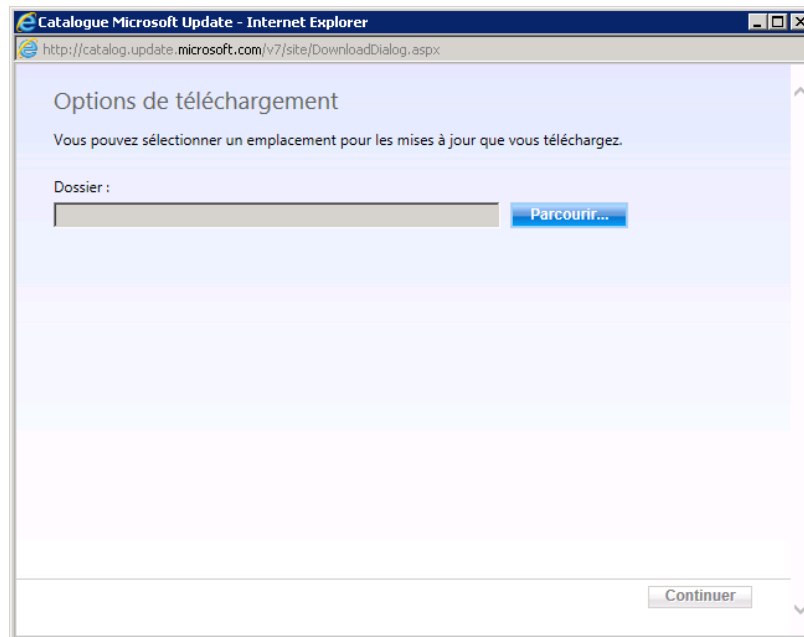 Catalogue Microsoft Update - Internet Explorer
http://catalog.update.microsoft.com/v7/site/DownloadDialog.aspx
Options de téléchargement
Vous pouvez sélectionner un emplacement pour les mises à jour que vous téléchargez.
Dossier :
Parcourir...
Continuer